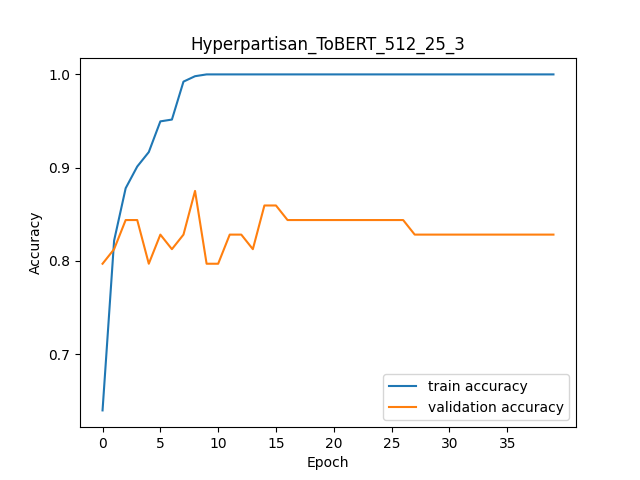 Hyperpartisan_ToBERT_512_25_3
1.0
0.9
0.8
0.7
Accuracy
0 5 10 15 20 25 30 35
Epoch
train accuracy
validation accuracy